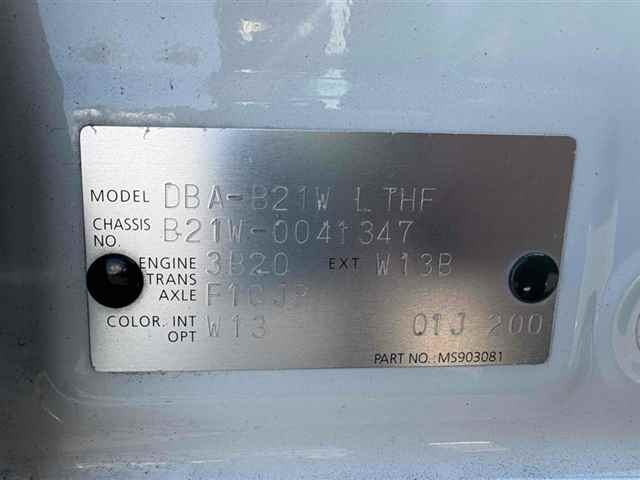 MODEL DBA-B21W LTHF
CHASSIS NO. B21W-0041347
ENGINE 3B20 EXT W13B
TRANS AXLE
COLOR. INT W13 01J 200
OPT
PART NO.: MS903081